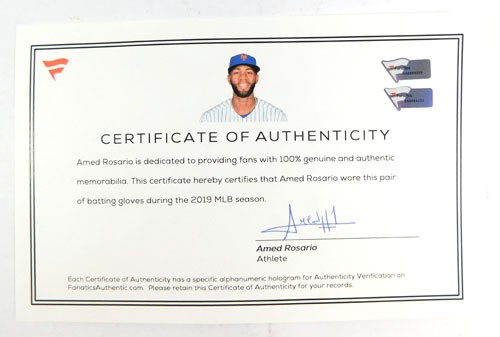 CERTIFICATE OF AUTHENTICITY
Amed Rosario is dedicated to providing fans with 100% genuine and authentic
memorabilia. This certificate hereby certifies that Amed Rosario wore this pair
of batting gloves during the 2019 MLB season.
Amed Rosario
Athlete
Each Certificate of Authenticity has a specific alphanumeric hologram for Authenticity Verification on
FanaticsAuthentic.com. Please retain this Certificate of Authenticity for your records.